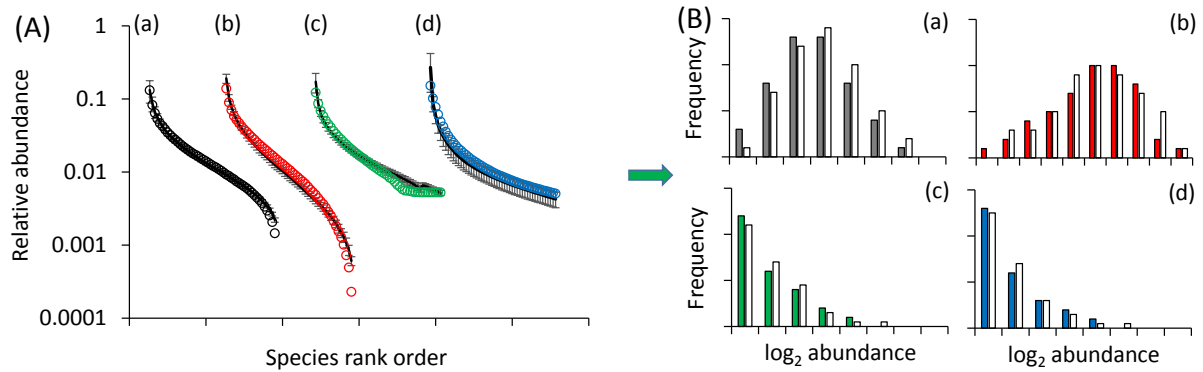 (A)
(a) (b) (c) (d)
1
0.1
0.01
0.001
0.0001
Relative abundance
Species rank order
(B)
(a)
Frequency
(b)
(c)
Frequency
log₂ abundance
(d)
log₂ abundance